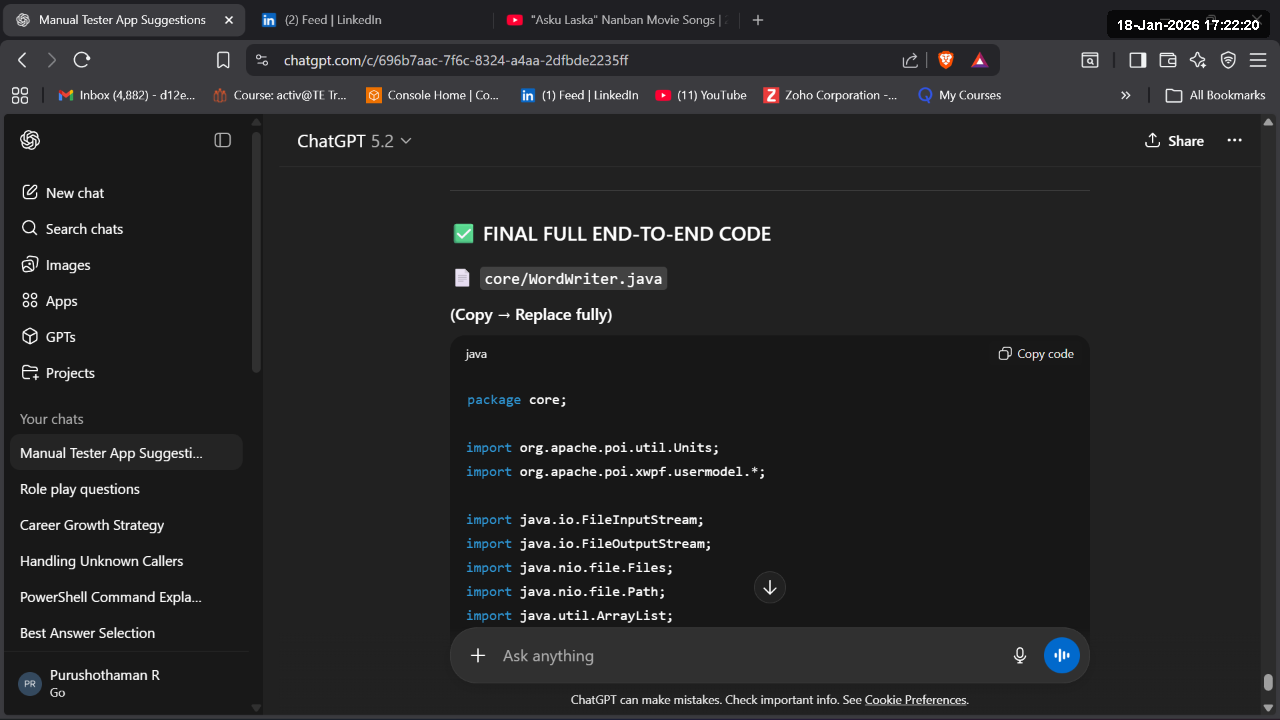 Manual Tester App Suggestions
(2) Feed | LinkedIn
"Asku Laska" Nanban Movie Songs |
18-Jan-2026 17:22:20
chatgpt.com/c/696b7aac-7f6c-8324-a4aa-2dfbde2235ff
Inbox (4,882) - d12e...
Course: activ@TE Tr...
Console Home | Co...
(1) Feed | LinkedIn
(11) YouTube
Zoho Corporation -...
My Courses
All Bookmarks
ChatGPT 5.2
Share
New chat
Search chats
Images
Apps
GPTs
Projects
Your chats
Manual Tester App Suggesti...
Role play questions
Career Growth Strategy
Handling Unknown Callers
PowerShell Command Expla...
Best Answer Selection
PR
Purushothaman R
Go
✅ FINAL FULL END-TO-END CODE
📄 core/WordWriter.java
(Copy → Replace fully)
java
Copy code
package core;
import org.apache.poi.util.Units;
import org.apache.poi.xwpf.usermodel.*;
import java.io.FileInputStream;
import java.io.FileOutputStream;
import java.nio.file.Files;
import java.nio.file.Path;
import java.util.ArrayList;
Ask anything
ChatGPT can make mistakes. Check important info. See Cookie Preferences.